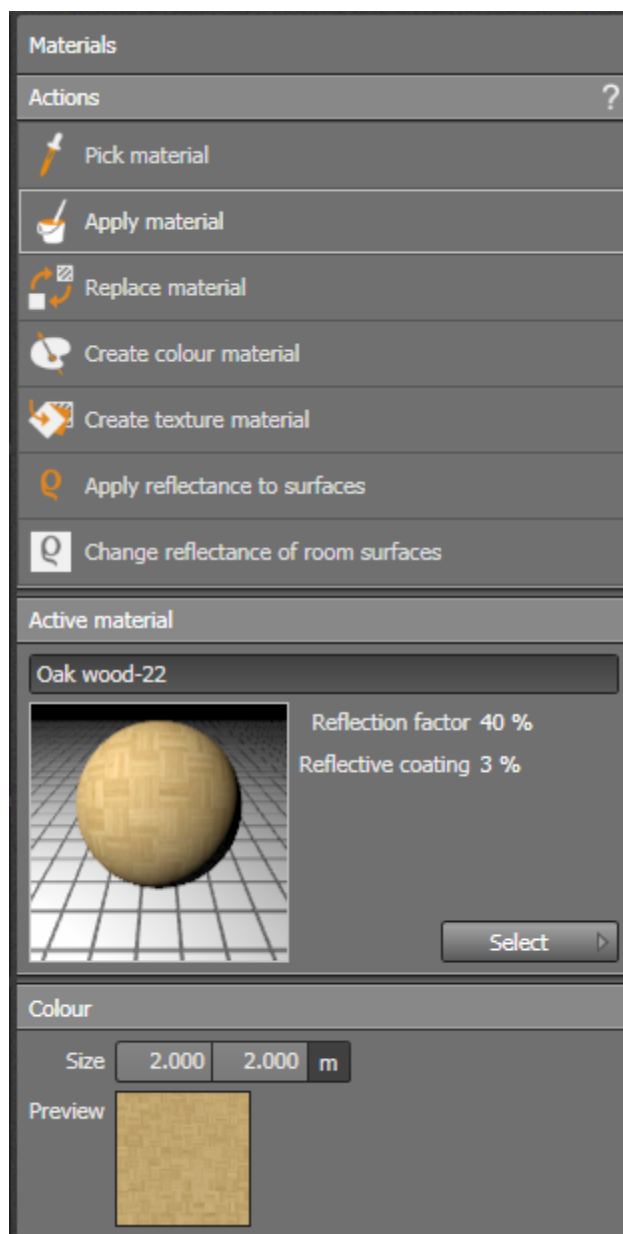 Materials
Actions ?
Pick material
Apply material
Replace material
Create colour material
Create texture material
Apply reflectance to surfaces
Change reflectance of room surfaces
Active material
Oak wood-22
Reflection factor 40 %
Reflective coating 3 %
Select
Colour
Size 2.000 2.000 m
Preview